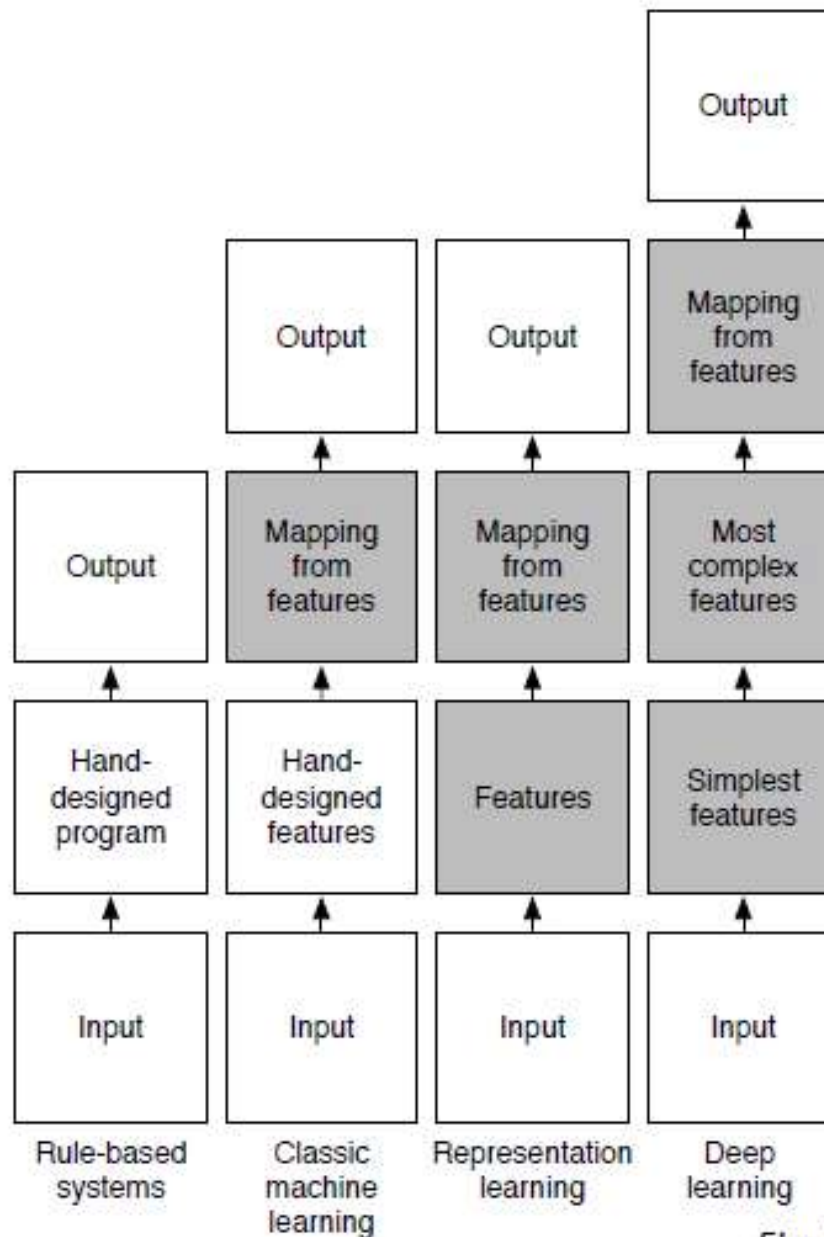 Output
Mapping
from
features
Output
Output
Most
complex
features
Mapping
from
features
Mapping
from
features
Output
Simplest
features
Features
Hand-
designed
features
Hand-
designed
program
Input
Input
Input
Input
Rule-based
systems
Classic
machine
learning
Representation
learning
Deep
learning